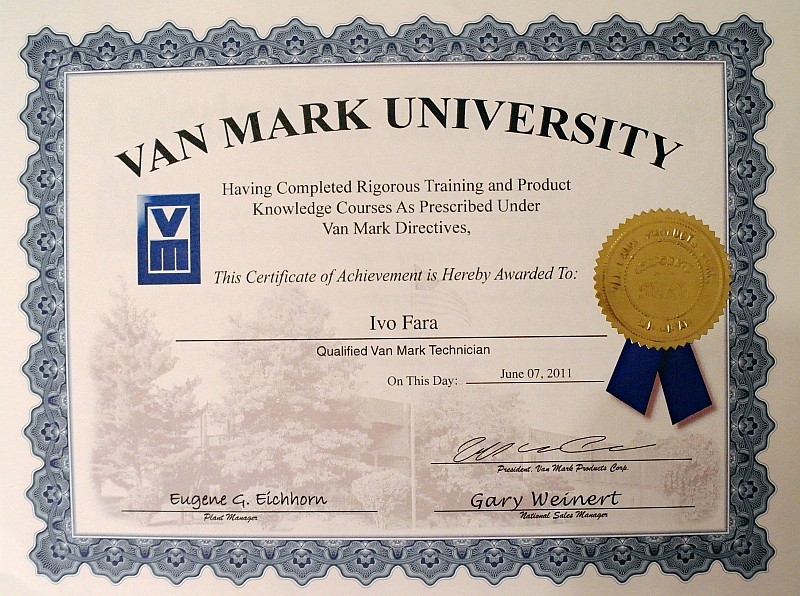 VAN MARK UNIVERSITY
VM
Having Completed Rigorous Training and Product
Knowledge Courses As Prescribed Under
Van Mark Directives,
This Certificate of Achievement is Hereby Awarded To:
Ivo Fara
Qualified Van Mark Technician
On This Day: June 07, 2011
President, Van Mark Products Corp.
Eugene G. Eichhorn
Plant Manager
Gary Weinert
National Sales Manager